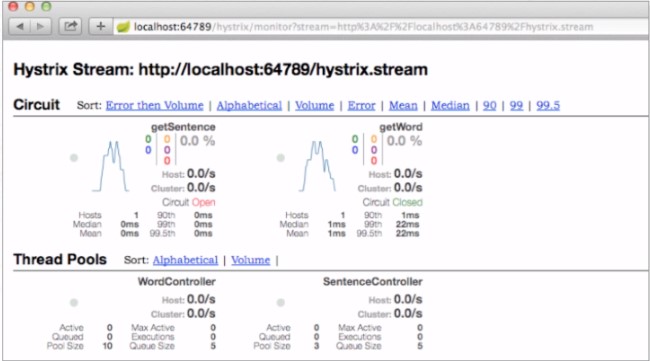 localhost:64789/hystrix/monitor?stream=http%3A%2F%2Flocalhost%3A64789%2Fhystrix.stream
Hystrix Stream: http://localhost:64789/hystrix.stream
Circuit Sort: Error then Volume | Alphabetical | Volume | Error | Mean | Median | 90 | 99 | 99.5
getSentence
0 0 0.0 %
0 0
0
Host: 0.0/s
Cluster: 0.0/s
Circuit Open
Hosts 1 90th 0ms
Median 0ms 99th 0ms
Mean 0ms 99.5th 0ms
getWord
0 0 0.0 %
0 0
0
Host: 0.0/s
Cluster: 0.0/s
Circuit Closed
Hosts 1 90th 1ms
Median 1ms 99th 22ms
Mean 1ms 99.5th 22ms
Thread Pools Sort: Alphabetical | Volume |
WordController
Host: 0.0/s
Cluster: 0.0/s
Active 0 Max Active 0
Queued 0 Executions 0
Pool Size 10 Queue Size 5
SentenceController
Host: 0.0/s
Cluster: 0.0/s
Active 0 Max Active 0
Queued 0 Executions 0
Pool Size 3 Queue Size 5